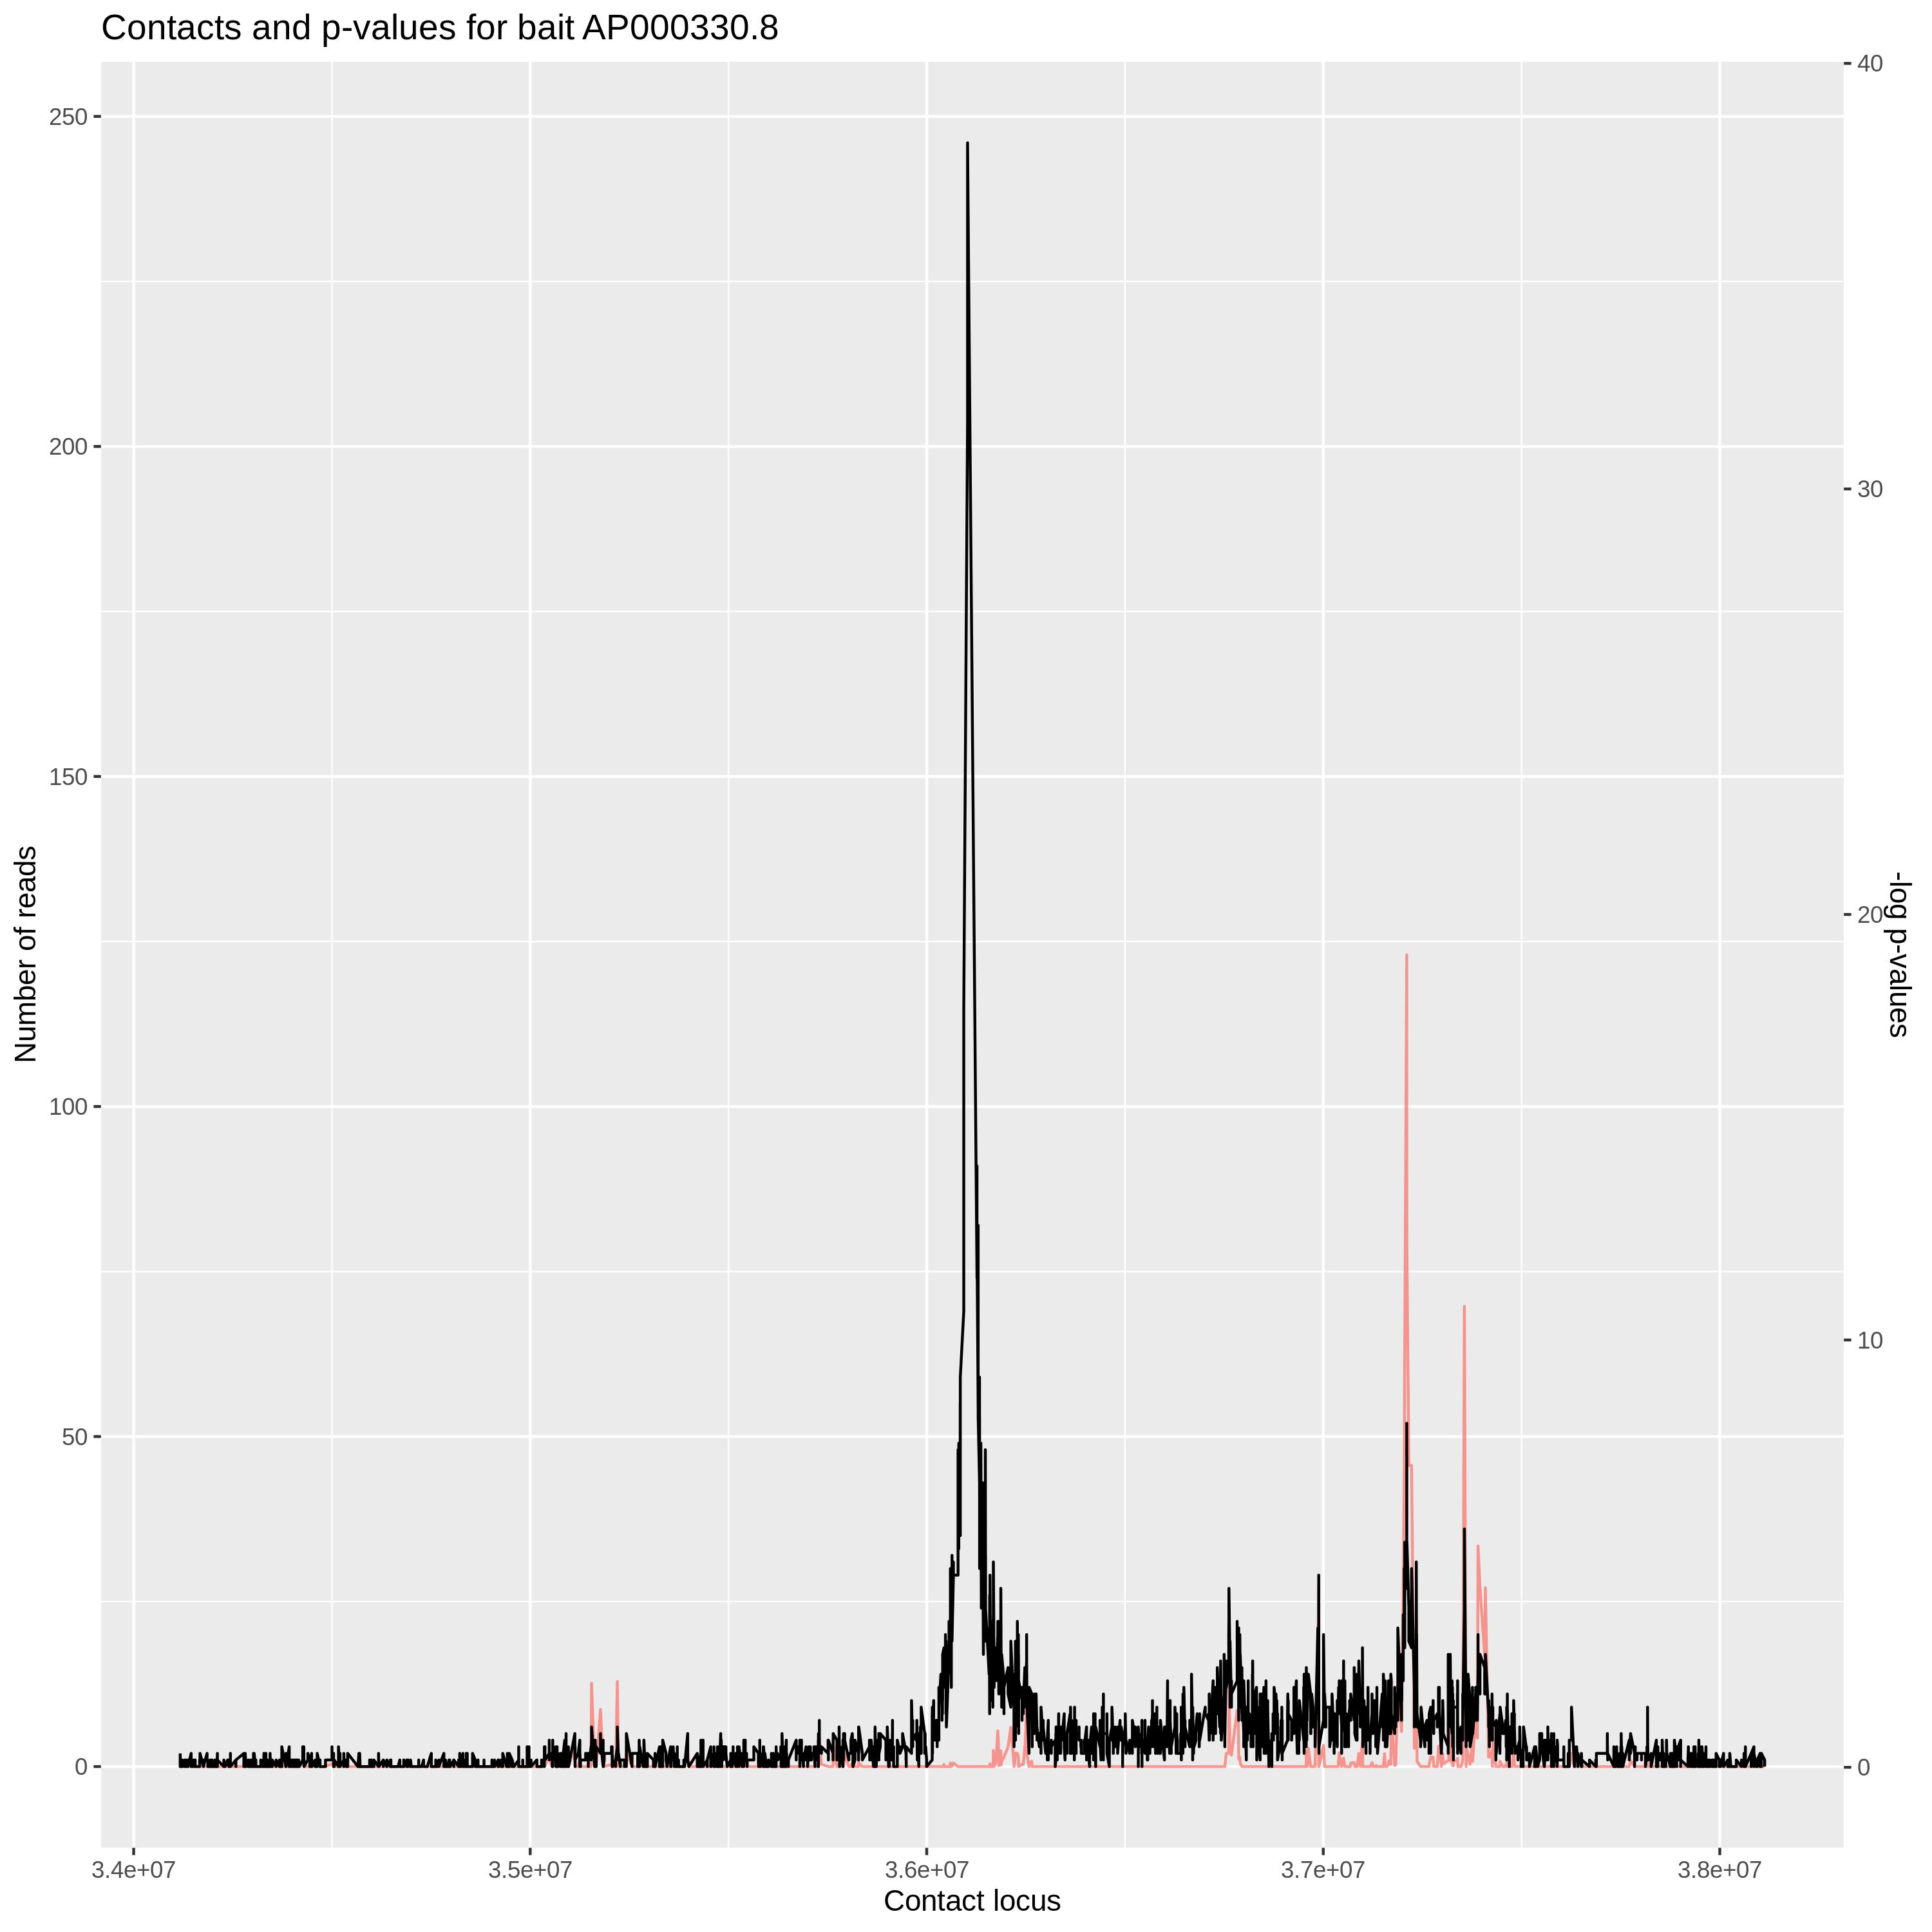 Contacts and p-values for bait AP000330.8
250
200
150
100
50
0
Number of reads
40
30
20
10
0
-log p-values
3.4e+07
3.5e+07
3.6e+07
3.7e+07
3.8e+07
Contact locus